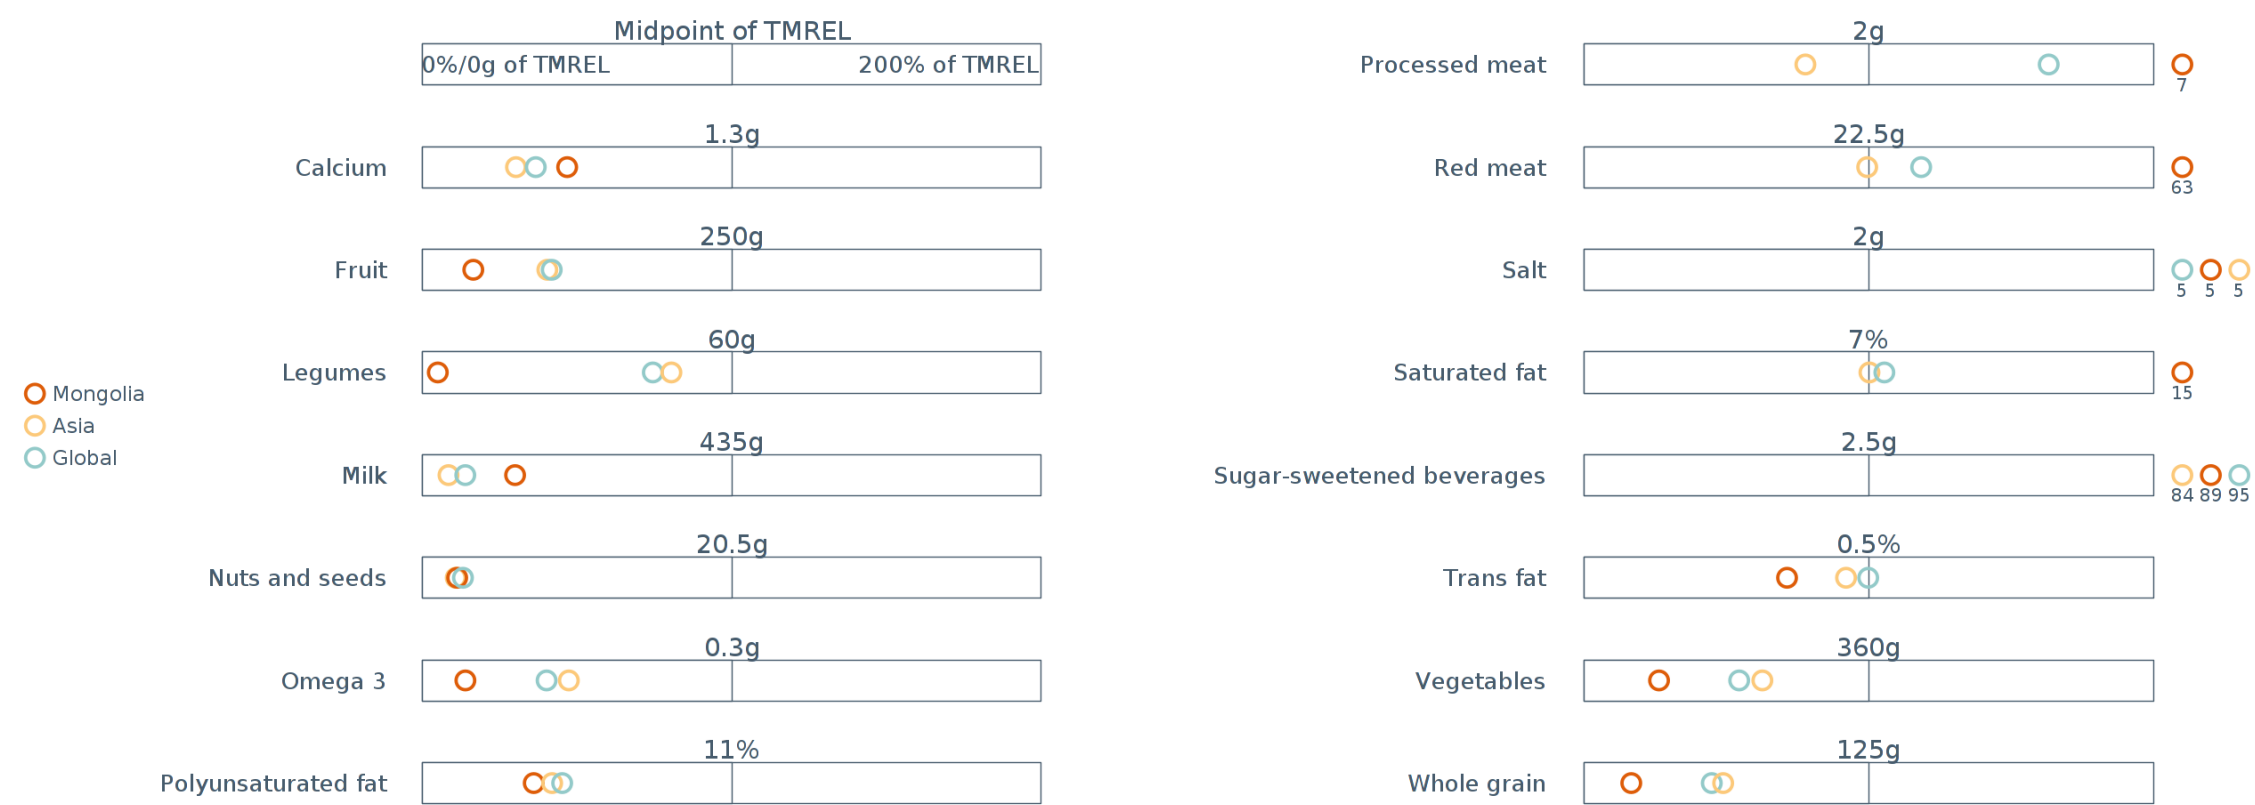 Midpoint of TMREL
0%/0g of TMREL
200% of TMREL
1.3g
Calcium
250g
Fruit
60g
Legumes
435g
Milk
20.5g
Nuts and seeds
0.3g
Omega 3
11%
Polyunsaturated fat
Mongolia
Asia
Global
2g
Processed meat
7
22.5g
Red meat
63
2g
Salt
5 5 5
7%
Saturated fat
15
2.5g
Sugar-sweetened beverages
84 89 95
0.5%
Trans fat
360g
Vegetables
125g
Whole grain